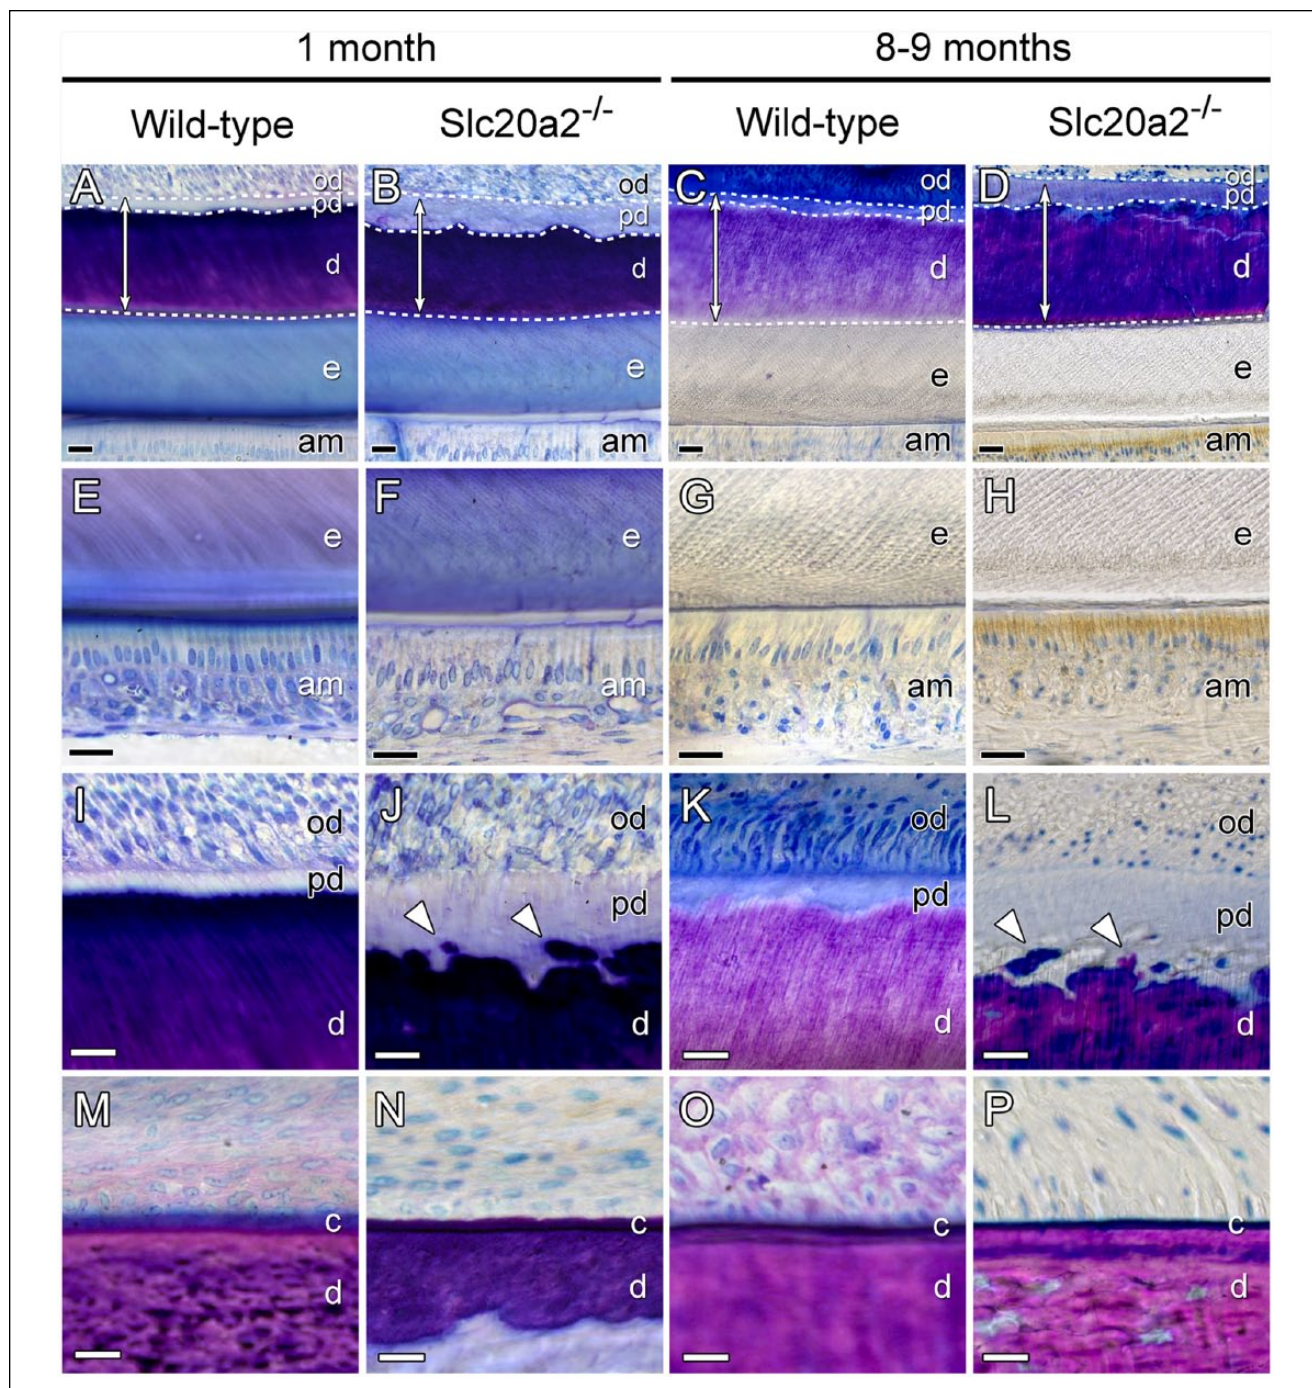 1 month 8-9 months
Wild-type Slc20a2-/- Wild-type Slc20a2-/-
A od pd d e am
B od pd d e am
C od pd d e am
D od pd d e am
E e am
F e am
G e am
H e am
I od pd d
J od pd d
K od pd d
L od pd d
M c d
N c d
O c d
P c d